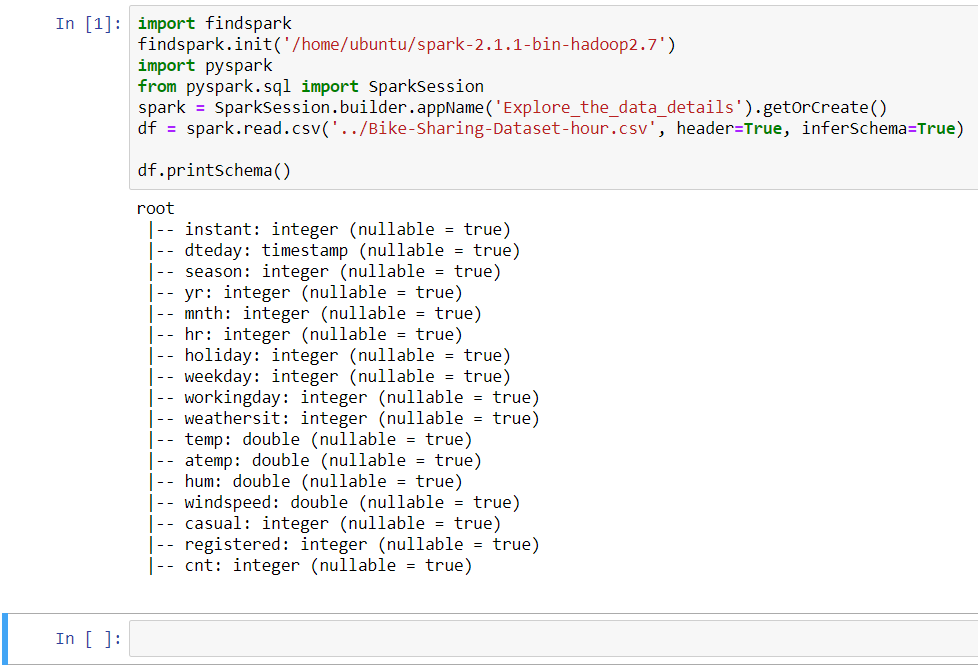 In [1]: import findspark
findspark.init('/home/ubuntu/spark-2.1.1-bin-hadoop2.7')
import pyspark
from pyspark.sql import SparkSession
spark = SparkSession.builder.appName('Explore_the_data_details').getOrCreate()
df = spark.read.csv('../Bike-Sharing-Dataset-hour.csv', header=True, inferSchema=True)
df.printSchema()
root
|-- instant: integer (nullable = true)
|-- dteday: timestamp (nullable = true)
|-- season: integer (nullable = true)
|-- yr: integer (nullable = true)
|-- mnth: integer (nullable = true)
|-- hr: integer (nullable = true)
|-- holiday: integer (nullable = true)
|-- weekday: integer (nullable = true)
|-- workingday: integer (nullable = true)
|-- weathersit: integer (nullable = true)
|-- temp: double (nullable = true)
|-- atemp: double (nullable = true)
|-- hum: double (nullable = true)
|-- windspeed: double (nullable = true)
|-- casual: integer (nullable = true)
|-- registered: integer (nullable = true)
|-- cnt: integer (nullable = true)
In [ ]: